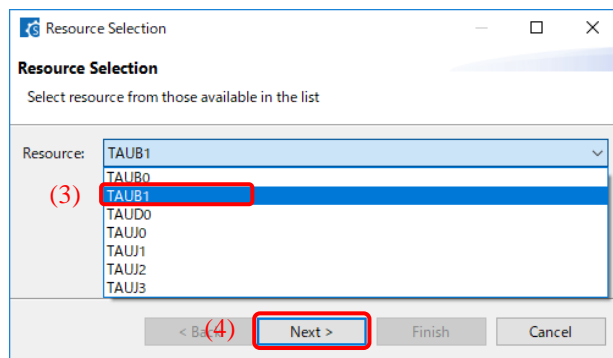 Resource Selection
Resource Selection
Select resource from those available in the list
Resource: TAUB1
TAUB0
(3) TAUB1
TAUD0
TAUJ0
TAUJ1
TAUJ2
TAUJ3
< Ba (4) Next > Finish Cancel